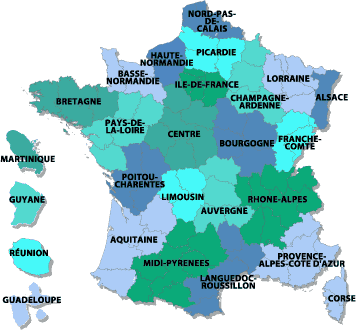 NORD-PAS-
DE-
CALAIS
PICARDIE
HAUTE-
NORMANDIE
BASSE-
NORMANDIE
LORRAINE
ILE-DE-FRANCE
CHAMPAGNE-
ARDENNE
ALSACE
BRETAGNE
PAYS-DE-
LA-LOIRE
CENTRE
BOURGOGNE
FRANCHE-
COMTE
MARTINIQUE
POITOU-
CHARENTES
LIMOUSIN
AUVERGNE
RHONE-ALPES
GUYANE
AQUITAINE
MIDI-PYRENEES
PROVENCE-
ALPES-COTE D'AZUR
RÉUNION
LANGUEDOC-
ROUSSILLON
GUADELOUPE
CORSE